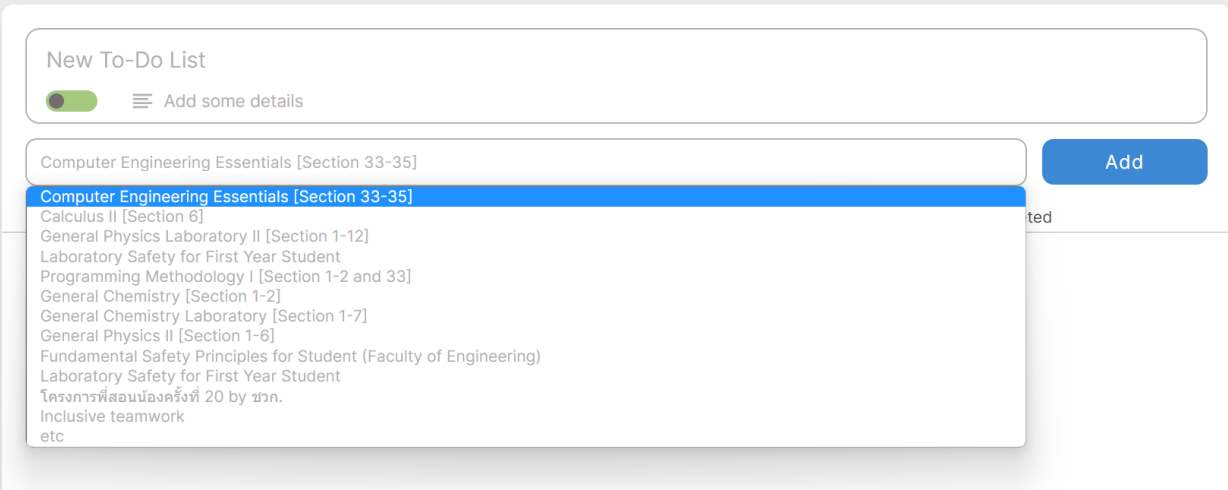 New To-Do List
Add some details
Computer Engineering Essentials [Section 33-35]
Add
Computer Engineering Essentials [Section 33-35]
Calculus II [Section 6]
General Physics Laboratory II [Section 1-12]
Laboratory Safety for First Year Student
Programming Methodology I [Section 1-2 and 33]
General Chemistry [Section 1-2]
General Chemistry Laboratory [Section 1-7]
General Physics II [Section 1-6]
Fundamental Safety Principles for Student (Faculty of Engineering)
Laboratory Safety for First Year Student
โครงการพี่สอนน้องครั้งที่ 20 by ชวก.
Inclusive teamwork
etc